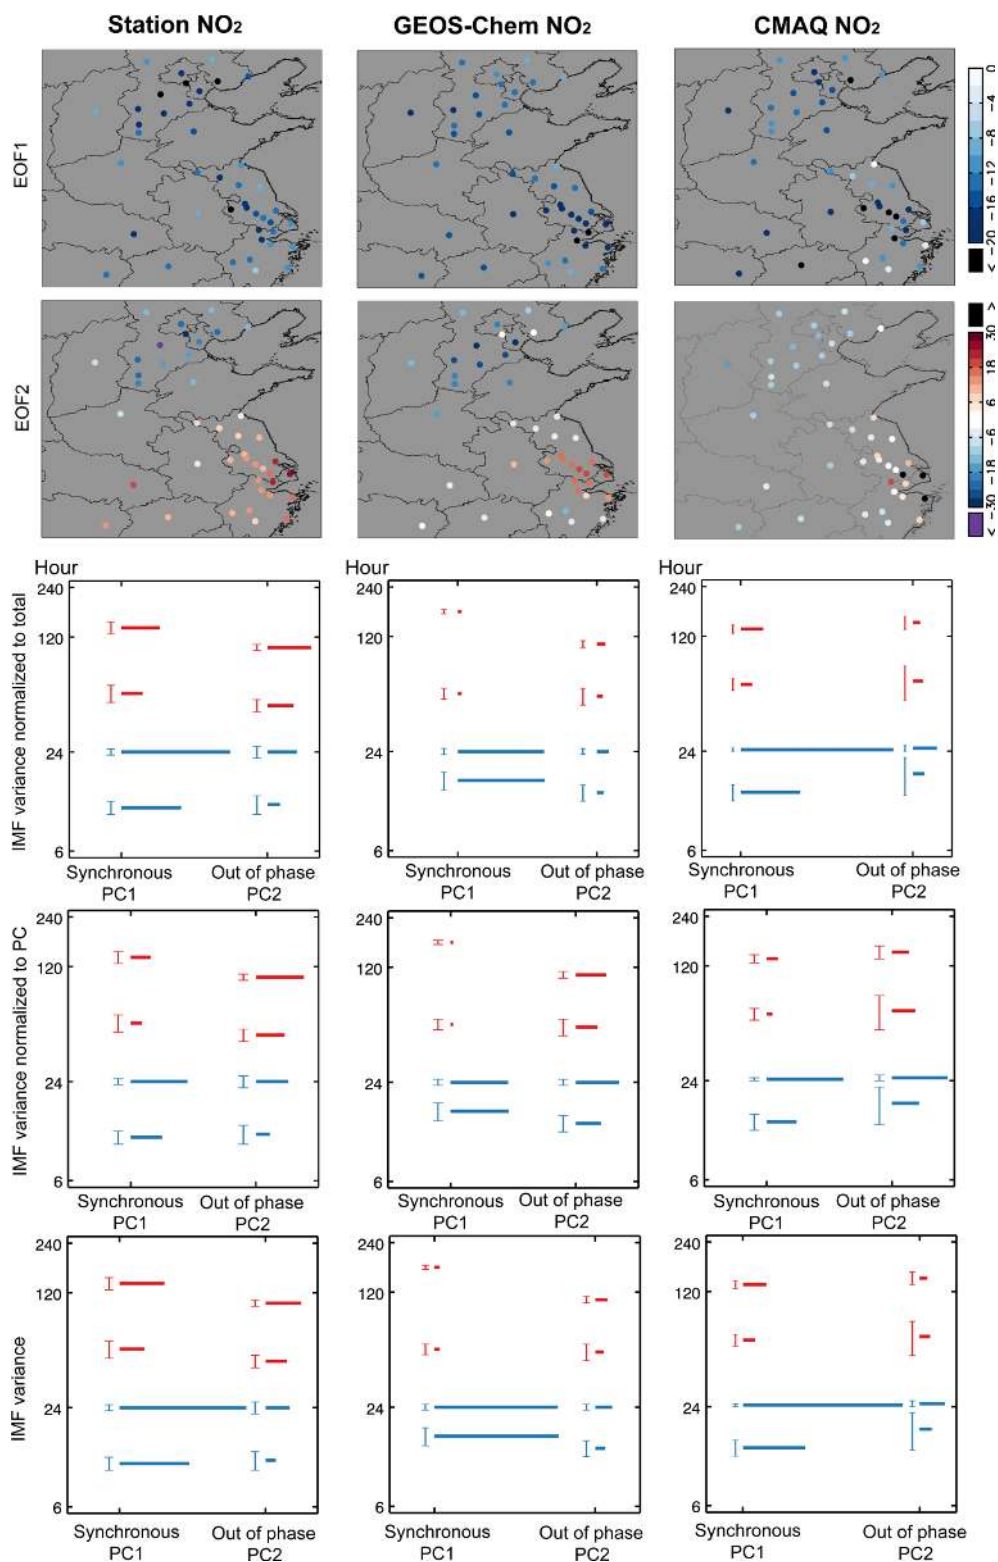 Station NO2
GEOS-Chem NO2
CMAQ NO2
EOF1
0
-4
-8
-12
-16
-20
<
EOF2
>
30
18
6
-6
-18
-30
< -
Hour
Hour
Hour
IMF variance normalized to total
240
120
24
6
240
120
24
6
240
120
24
6
Synchronous
PC1
Out of phase
PC2
Synchronous
PC1
Out of phase
PC2
Synchronous
PC1
Out of phase
PC2
IMF variance normalized to PC
240
120
24
6
240
120
24
6
240
120
24
6
Synchronous
PC1
Out of phase
PC2
Synchronous
PC1
Out of phase
PC2
Synchronous
PC1
Out of phase
PC2
IMF variance
240
120
24
6
240
120
24
6
240
120
24
6
Synchronous
PC1
Out of phase
PC2
Synchronous
PC1
Out of phase
PC2
Synchronous
PC1
Out of phase
PC2